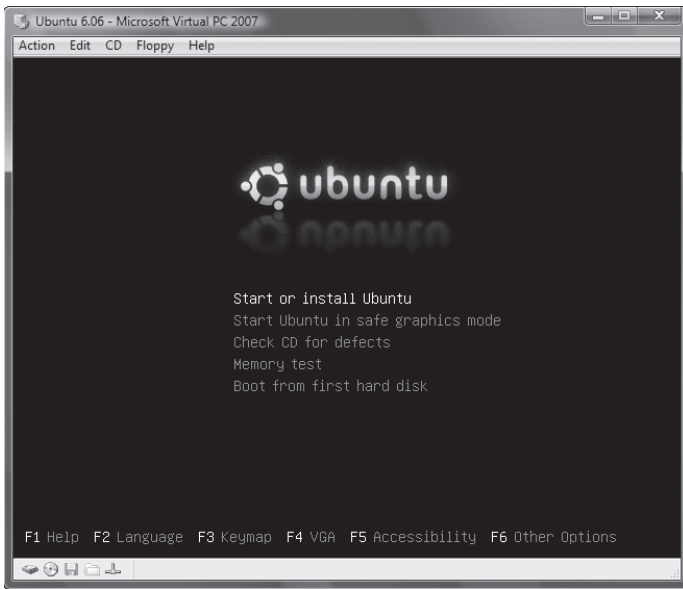 Ubuntu 6.06 - Microsoft Virtual PC 2007
Action Edit CD Floppy Help
ubuntu
Start or install Ubuntu
Start Ubuntu in safe graphics mode
Check CD for defects
Memory test
Boot from first hard disk
F1 Help F2 Language F3 Keymap F4 VGA F5 Accessibility F6 Other Options